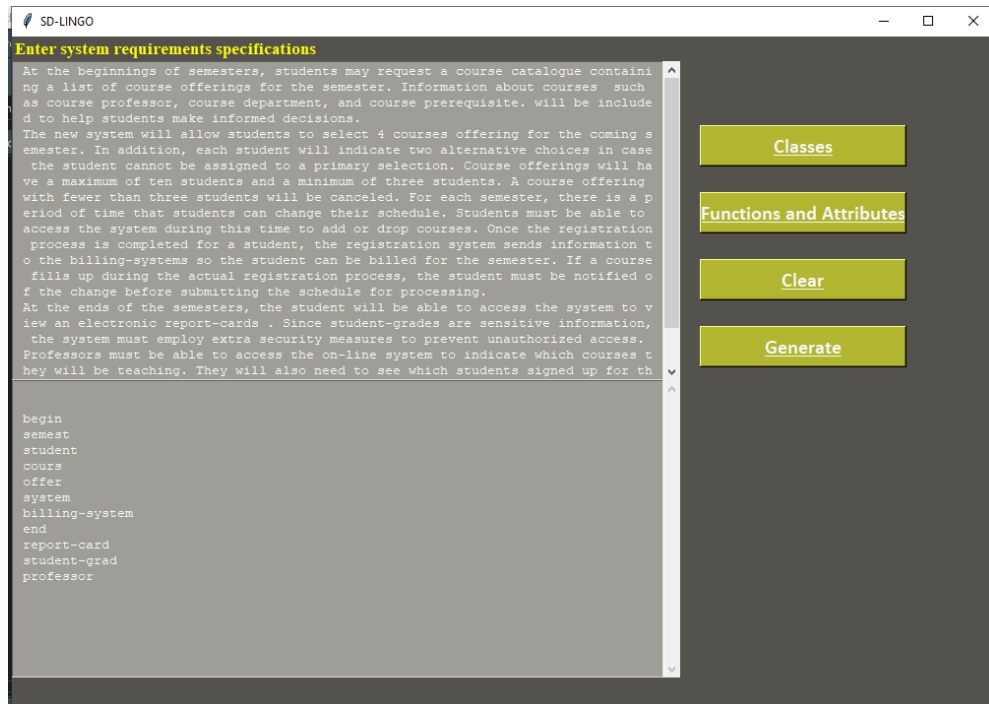 SD-LINGO
Enter system requirements specifications
At the beginnings of semesters, students may request a course catalogue containi
ng a list of course offerings for the semester. Information about courses  such
as course professor, course department, and course prerequisite. will be include
d to help students make informed decisions.
The new system will allow students to select 4 courses offering for the coming s
emester. In addition, each student will indicate two alternative choices in case
the student cannot be assigned to a primary selection. Course offerings will ha
ve a maximum of ten students and a minimum of three students. A course offering
with fewer than three students will be canceled. For each semester, there is a p
eriod of time that students can change their schedule. Students must be able to
access the system during this time to add or drop courses. Once the registration
process is completed for a student, the registration system sends information t
o the billing-systems so the student can be billed for the semester. If a course
fills up during the actual registration process, the student must be notified o
f the change before submitting the schedule for processing.
At the ends of the semesters, the student will be able to access the system to v
iew an electronic report-cards . Since student-grades are sensitive information,
the system must employ extra security measures to prevent unauthorized access.
Professors must be able to access the on-line system to indicate which courses t
hey will be teaching. They will also need to see which students signed up for th
Classes
Functions and Attributes
Clear
Generate
begin
semest
student
cours
offer
system
billing-system
end
report-card
student-grad
professor